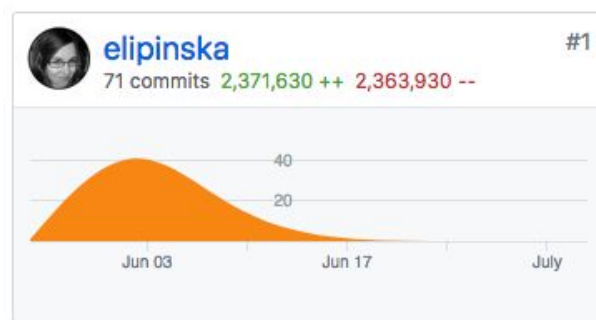 elipinska
#1
71 commits 2,371,630 ++ 2,363,930 --
40
20
Jun 03 Jun 17 July